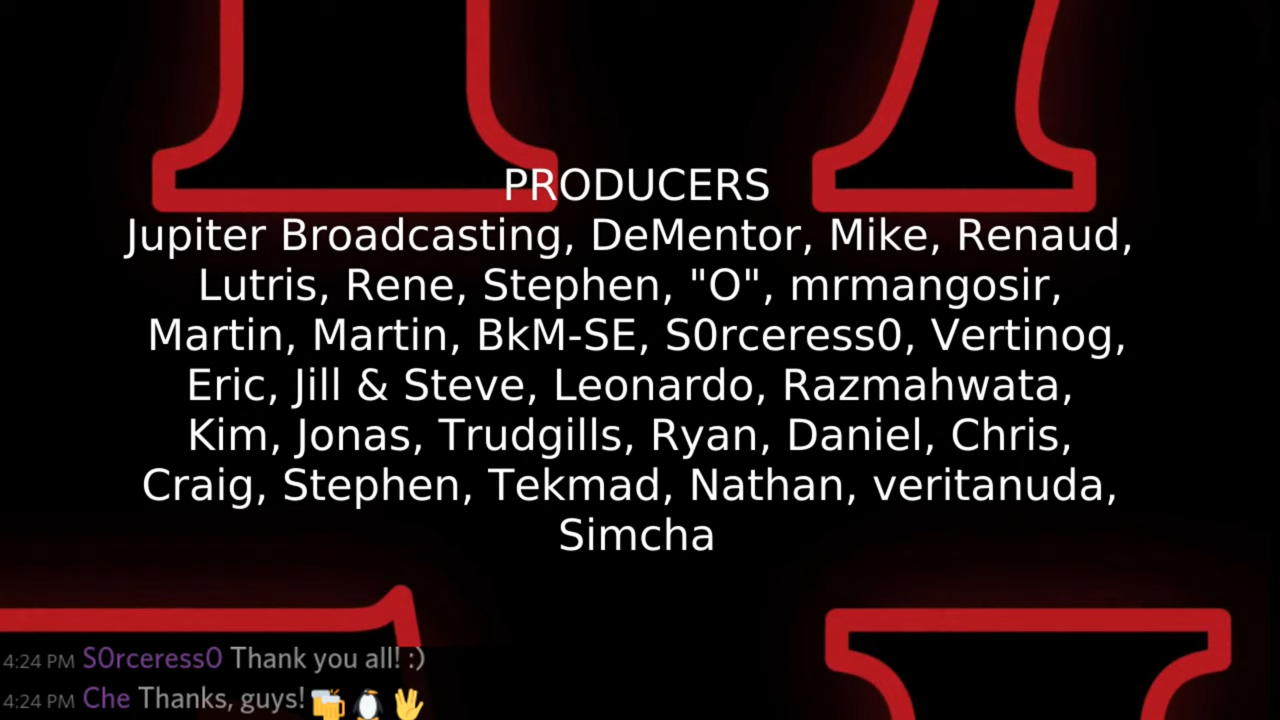 PRODUCERS
Jupiter Broadcasting, DeMentor, Mike, Renaud,
Lutris, Rene, Stephen, "O", mrmangosir,
Martin, Martin, BkM-SE, S0rceress0, Vertinog,
Eric, Jill & Steve, Leonardo, Razmahwata,
Kim, Jonas, Trudgills, Ryan, Daniel, Chris,
Craig, Stephen, Tekmad, Nathan, veritanuda,
Simcha
4:24 PM S0rceress0 Thank you all! :)
4:24 PM Che Thanks, guys! 🍻🐧🖖